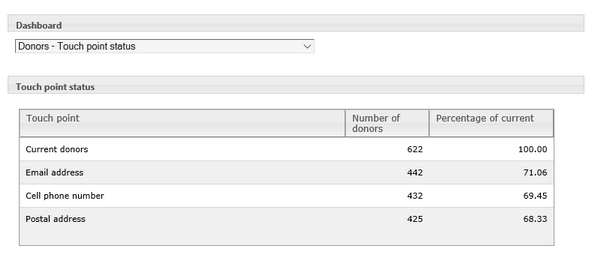 Dashboard
Donors - Touch point status
Touch point status
Touch point Number of donors Percentage of current
Current donors 622 100.00
Email address 442 71.06
Cell phone number 432 69.45
Postal address 425 68.33